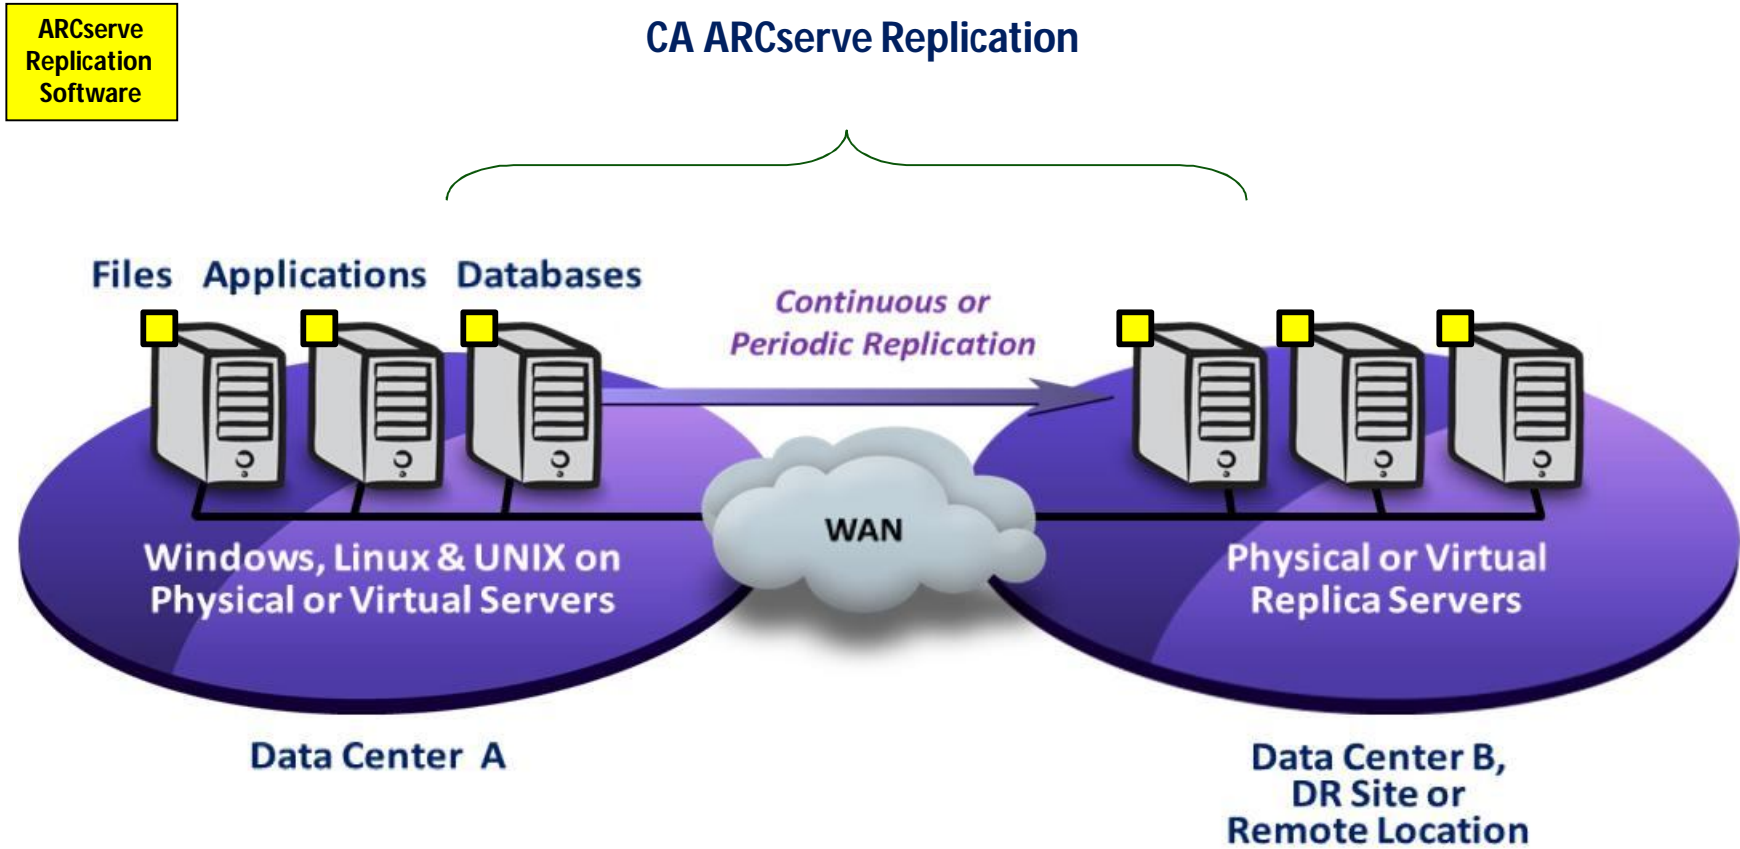 ARCserve
Replication
Software
CA ARCserve Replication
Files Applications Databases
Continuous or
Periodic Replication
WAN
Windows, Linux & UNIX on
Physical or Virtual Servers
Physical or Virtual
Replica Servers
Data Center A
Data Center B,
DR Site or
Remote Location